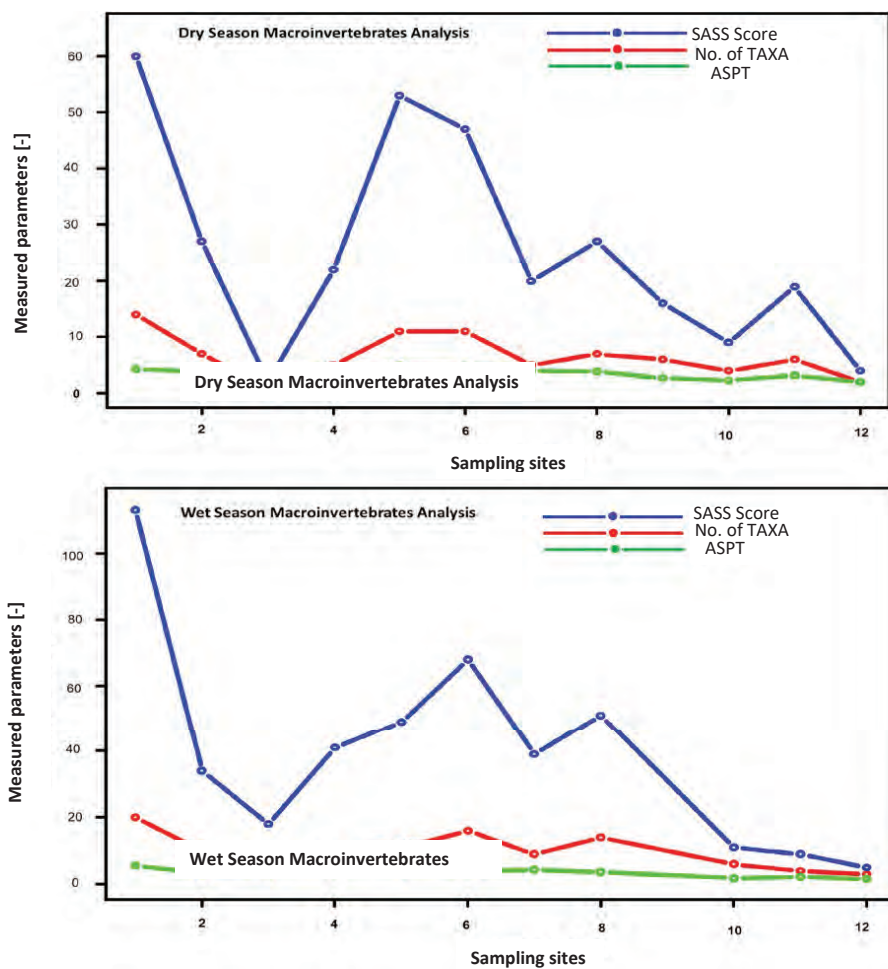 Dry Season Macroinvertebrates Analysis
SASS Score
No. of TAXA
ASPT
Measured parameters [-]
60
50
40
30
20
10
0
Dry Season Macroinvertebrates Analysis
2
4
6
8
10
12
Sampling sites
Wet Season Macroinvertebrates Analysis
SASS Score
No. of TAXA
ASPT
Measured parameters [-]
100
80
60
40
20
0
Wet Season Macroinvertebrates
2
4
6
8
10
12
Sampling sites